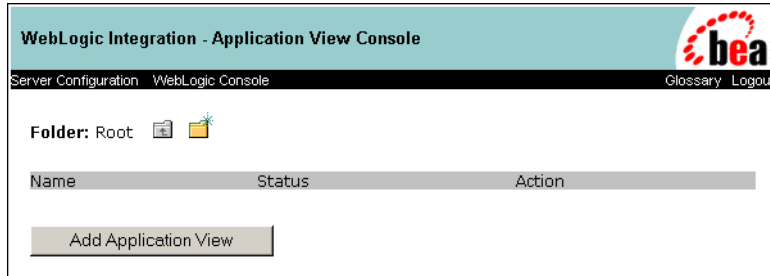 WebLogic Integration - Application View Console
bea
Server Configuration WebLogic Console Glossary Logou
Folder: Root
Name Status Action
Add Application View